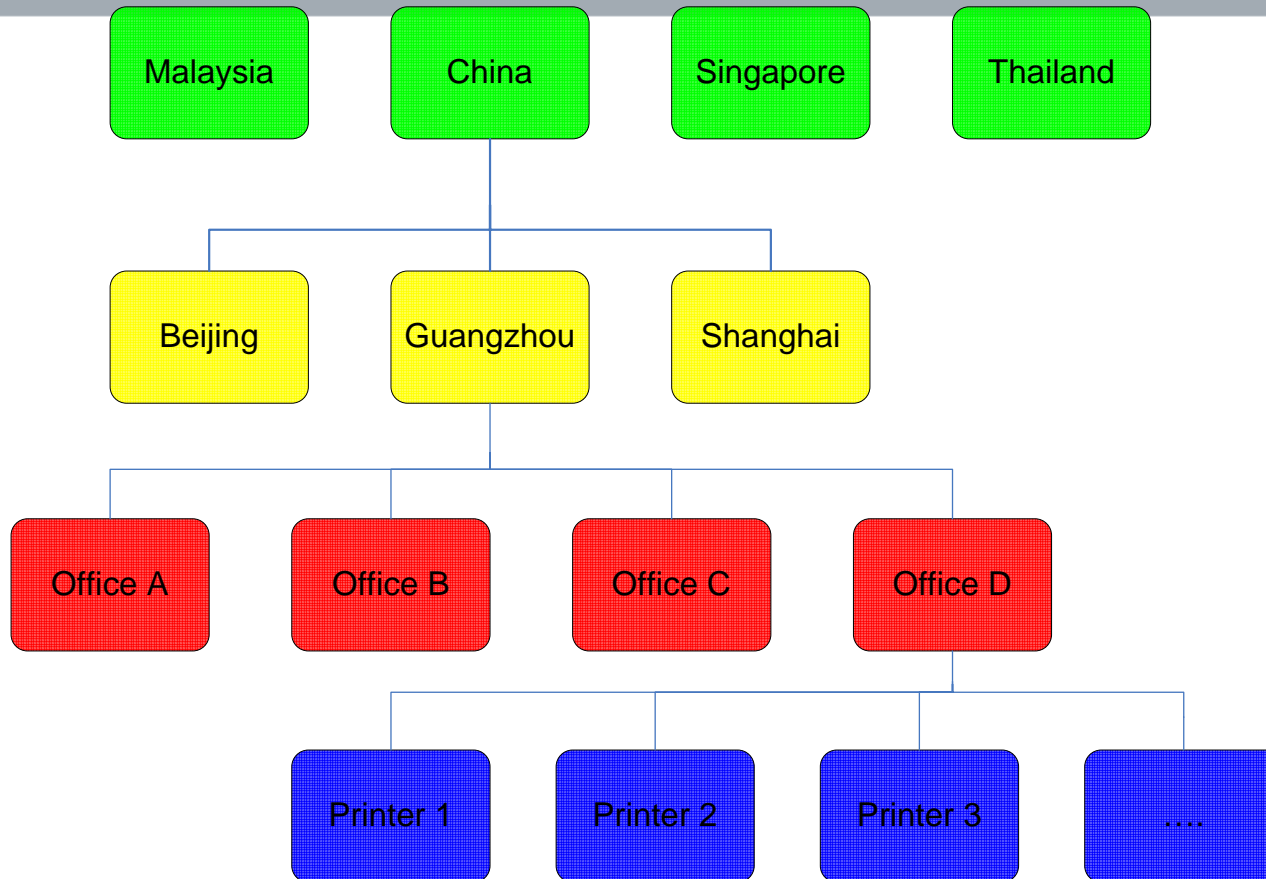 Malaysia
China
Singapore
Thailand
Beijing
Guangzhou
Shanghai
Office A
Office B
Office C
Office D
Printer 1
Printer 2
Printer 3
....